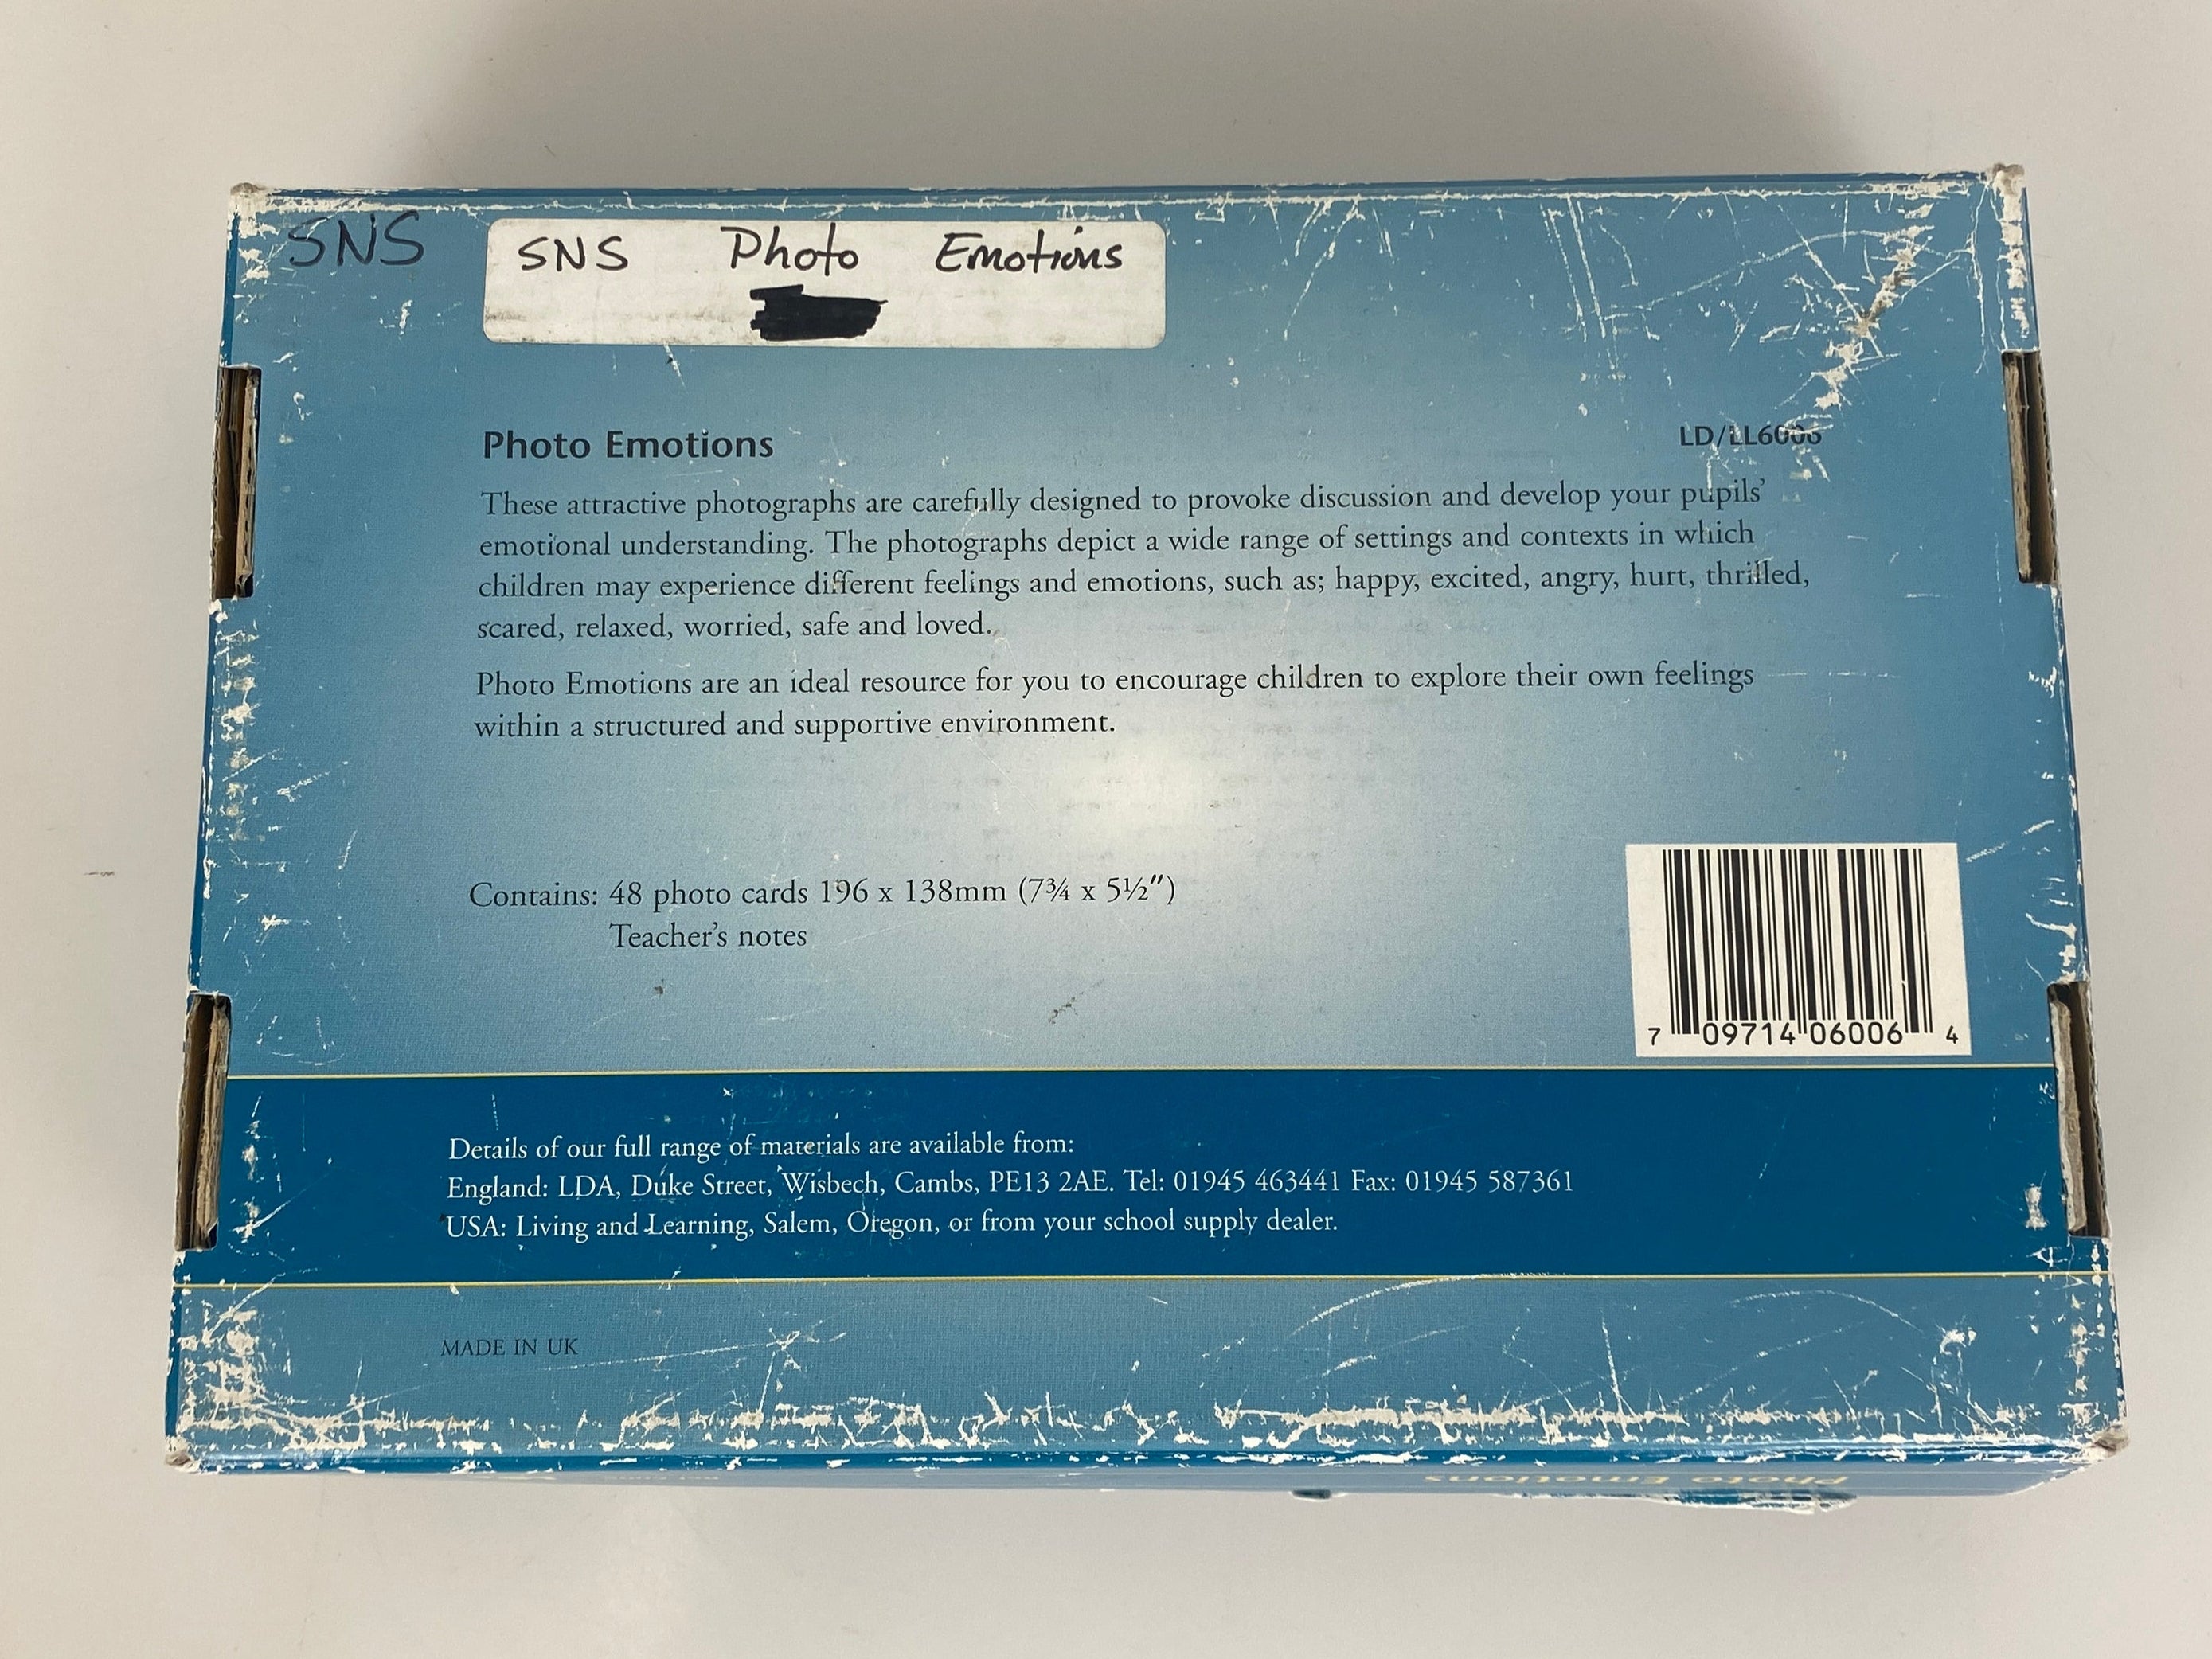 SNS
SNS Photo Emotions
Photo Emotions
LD/LL6006
These attractive photographs are carefully designed to provoke discussion and develop your pupils'
emotional understanding. The photographs depict a wide range of settings and contexts in which
children may experience different feelings and emotions, such as; happy, excited, angry, hurt, thrilled,
scared, relaxed, worried, safe and loved.
Photo Emotions are an ideal resource for you to encourage children to explore their own feelings
within a structured and supportive environment.
Contains: 48 photo cards 196 x 138mm (7¾ x 5½")
Teacher's notes
7 09714 06006 4
Details of our full range of materials are available from:
England: LDA, Duke Street, Wisbech, Cambs, PE13 2AE. Tel: 01945 463441 Fax: 01945 587361
USA: Living and Learning, Salem, Oregon, or from your school supply dealer.
MADE IN UK
Photo Emotions